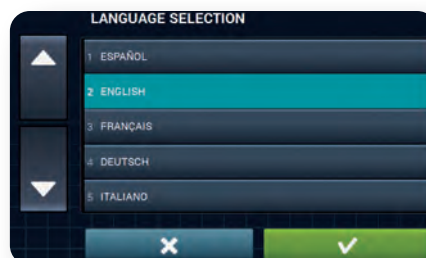 LANGUAGE SELECTION
1 ESPAÑOL
2 ENGLISH
3 FRANÇAIS
4 DEUTSCH
5 ITALIANO